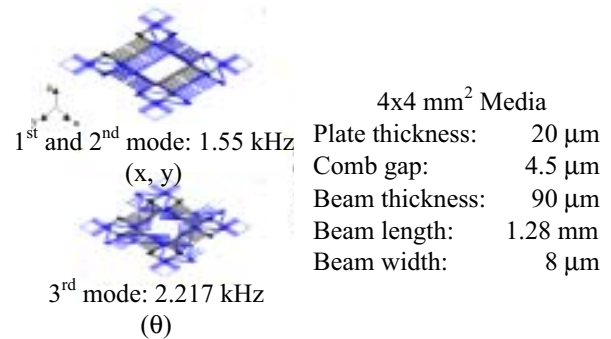 1st and 2nd mode: 1.55 kHz
(x, y)
3rd mode: 2.217 kHz
(θ)
4x4 mm2 Media
Plate thickness: 20 μm
Comb gap: 4.5 μm
Beam thickness: 90 μm
Beam length: 1.28 mm
Beam width: 8 μm